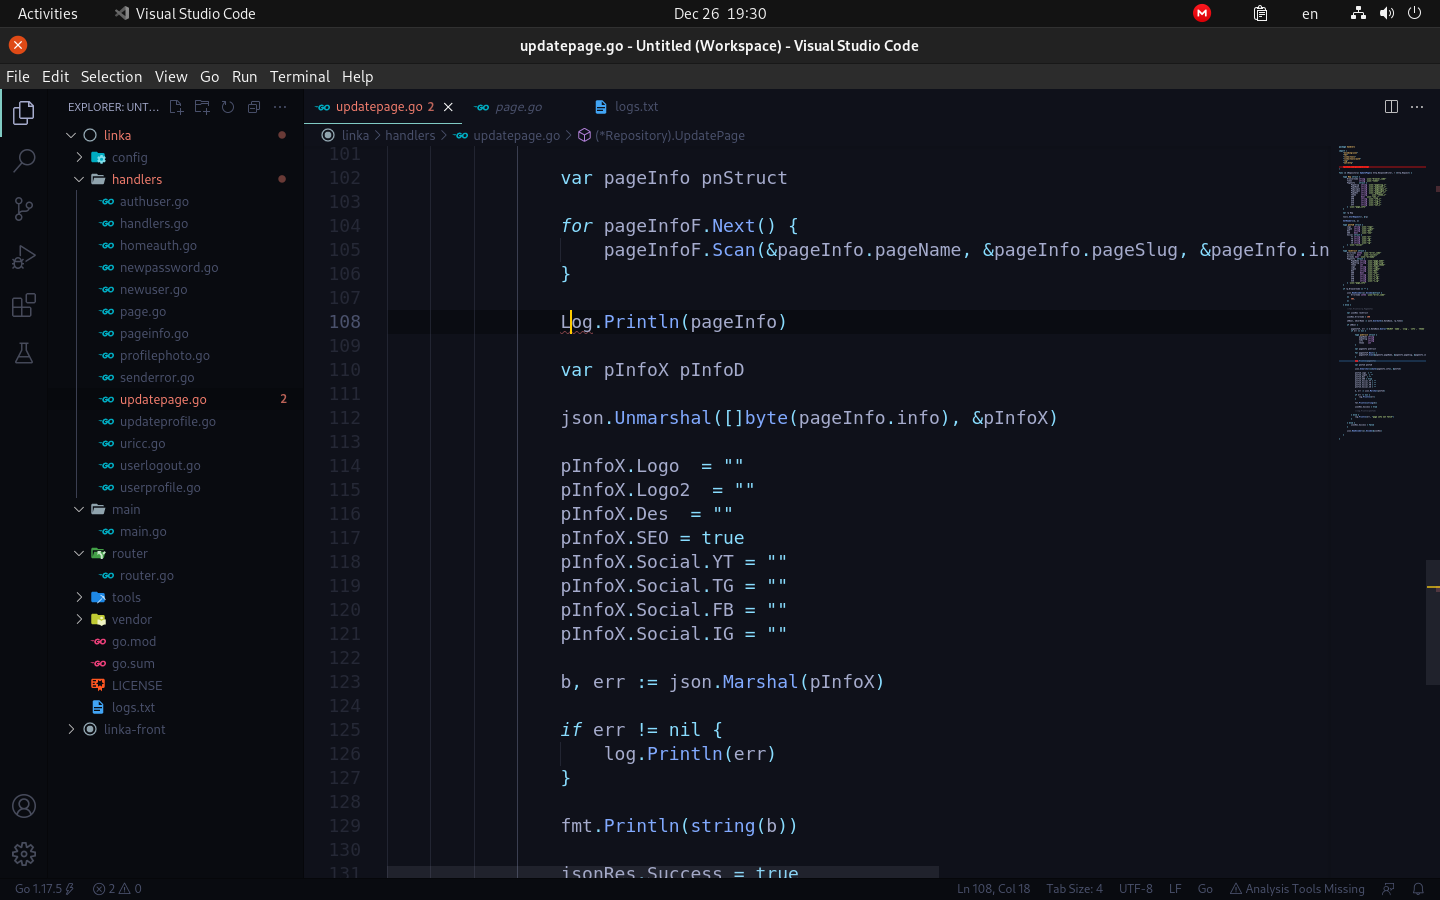 Activities
Visual Studio Code
Dec 26 19:30
en
updatepage.go - Untitled (Workspace) - Visual Studio Code
File Edit Selection View Go Run Terminal Help
EXPLORER: UNT...
updatepage.go 2
page.go
logs.txt
linka > handlers > updatepage.go > (*Repository).UpdatePage
linka
config
handlers
authuser.go
handlers.go
homeauth.go
newpassword.go
newuser.go
page.go
pageinfo.go
profilephoto.go
senderror.go
updatepage.go 2
updateprofile.go
uricc.go
userlogout.go
userprofile.go
main
main.go
router
router.go
tools
vendor
go.mod
go.sum
LICENSE
logs.txt
linka-front
101
102 var pageInfo pnStruct
103
104 for pageInfoF.Next() {
105 pageInfoF.Scan(&pageInfo.pageName, &pageInfo.pageSlug, &pageInfo.in
106 }
107
108 Log.Println(pageInfo)
109
110 var pInfoX pInfoD
111
112 json.Unmarshal([]byte(pageInfo.info), &pInfoX)
113
114 pInfoX.Logo  = ""
115 pInfoX.Logo2  = ""
116 pInfoX.Des  = ""
117 pInfoX.SEO = true
118 pInfoX.Social.YT = ""
119 pInfoX.Social.TG = ""
120 pInfoX.Social.FB = ""
121 pInfoX.Social.IG = ""
122
123 b, err := json.Marshal(pInfoX)
124
125 if err != nil {
126 log.Println(err)
127 }
128
129 fmt.Println(string(b))
130
131 jsonRes.Success = true
Go 1.17.5
2 0
Ln 108, Col 18
Tab Size: 4
UTF-8
LF
Go
Analysis Tools Missing